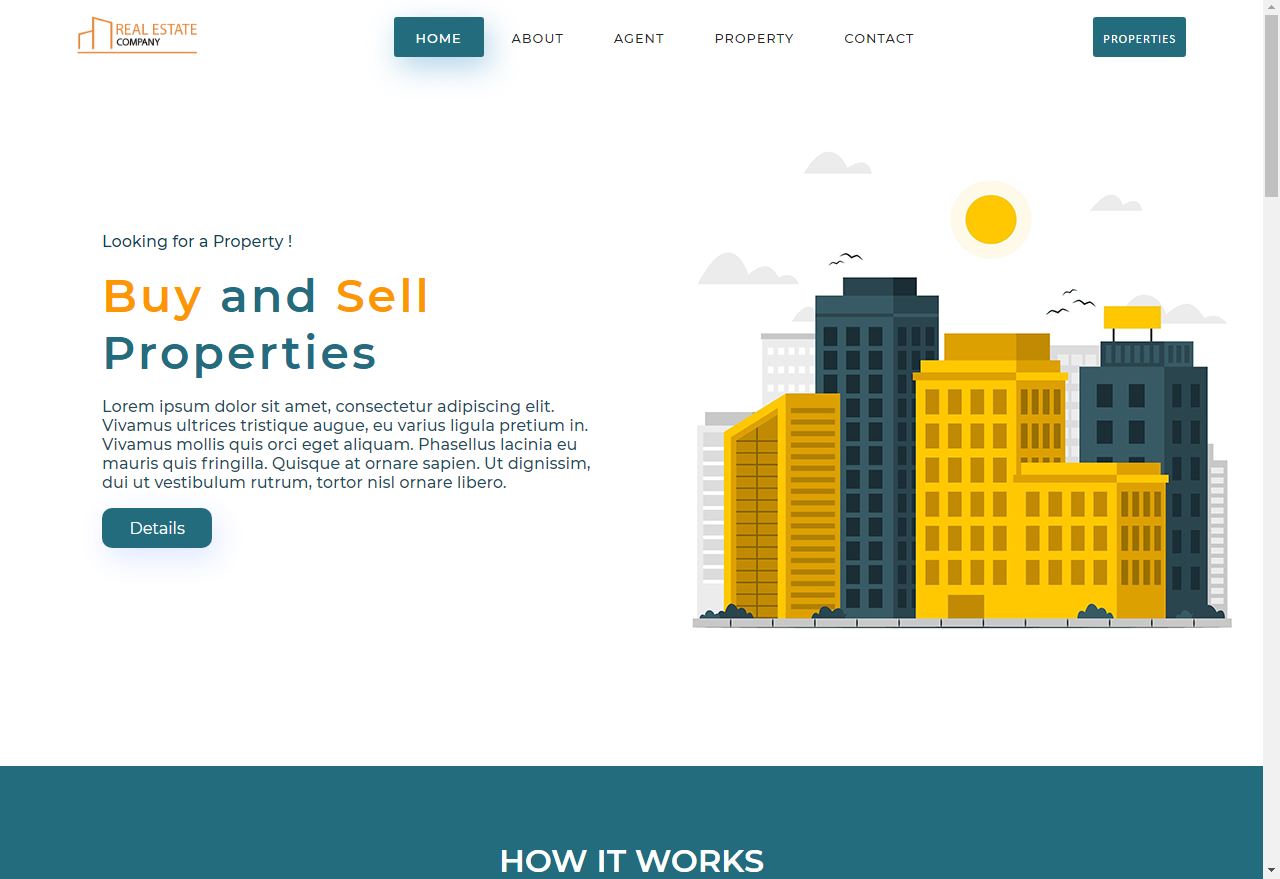 REAL ESTATE
COMPANY
HOME
ABOUT
AGENT
PROPERTY
CONTACT
PROPERTIES
Looking for a Property !
Buy and Sell
Properties
Lorem ipsum dolor sit amet, consectetur adipiscing elit.
Vivamus ultrices tristique augue, eu varius ligula pretium in.
Vivamus mollis quis orci eget aliquam. Phasellus lacinia eu
mauris quis fringilla. Quisque at ornare sapien. Ut dignissim,
dui ut vestibulum rutrum, tortor nisl ornare libero.
Details
HOW IT WORKS